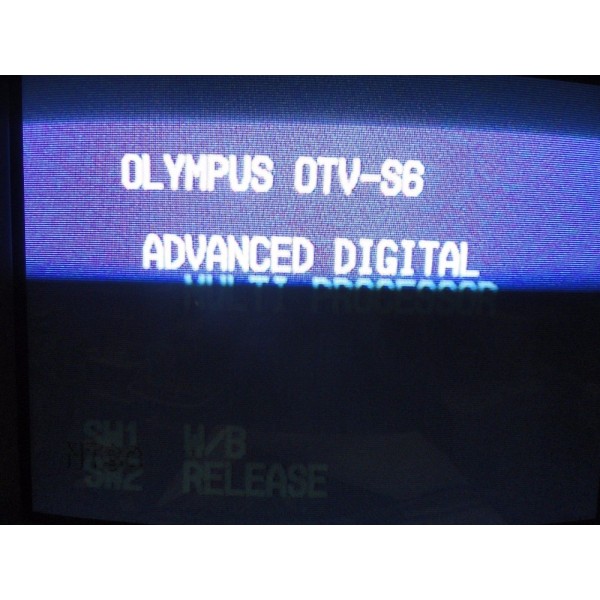 OLYMPUS OTV-S6
ADVANCED DIGITAL
MULTI PROCESSOR
SW1 W/B
SW2 RELEASE